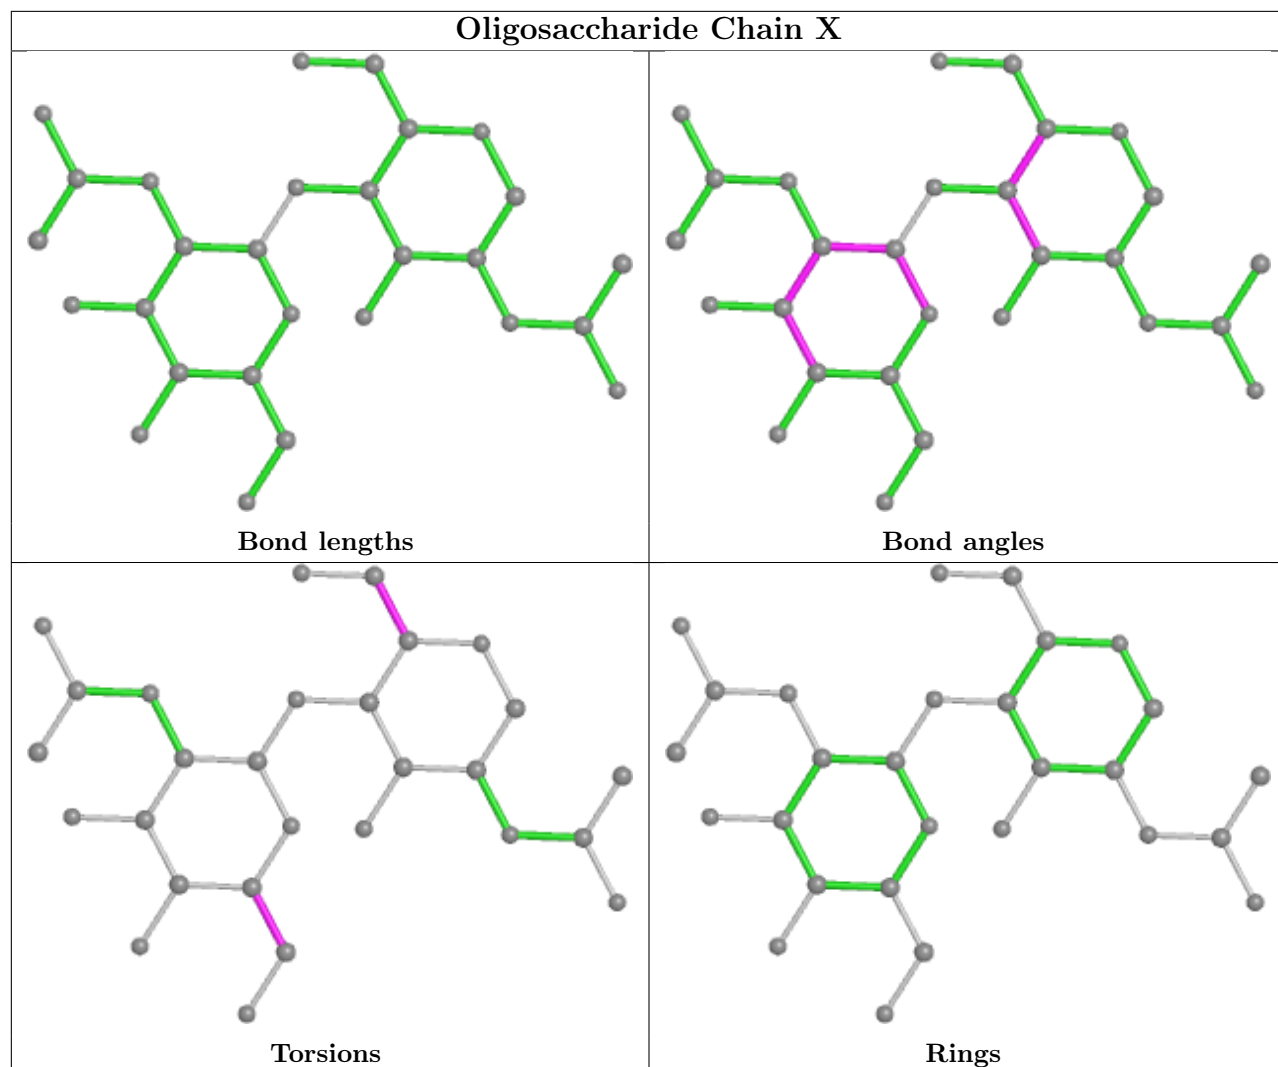 Oligosaccharide Chain X
Bond lengths
Bond angles
Torsions
Rings